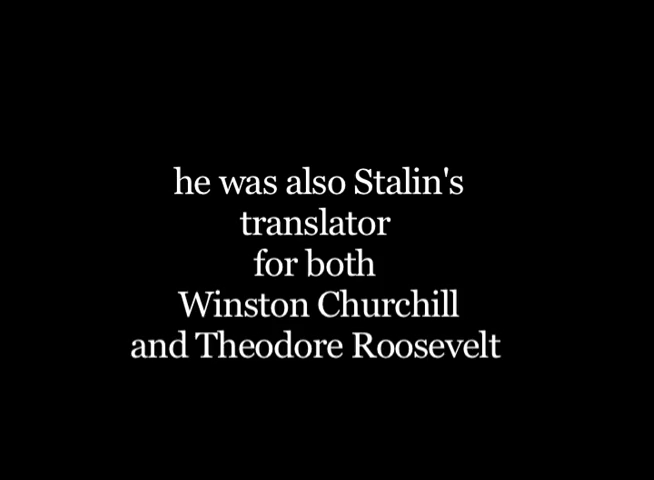 he was also Stalin's
translator
for both
Winston Churchill
and Theodore Roosevelt